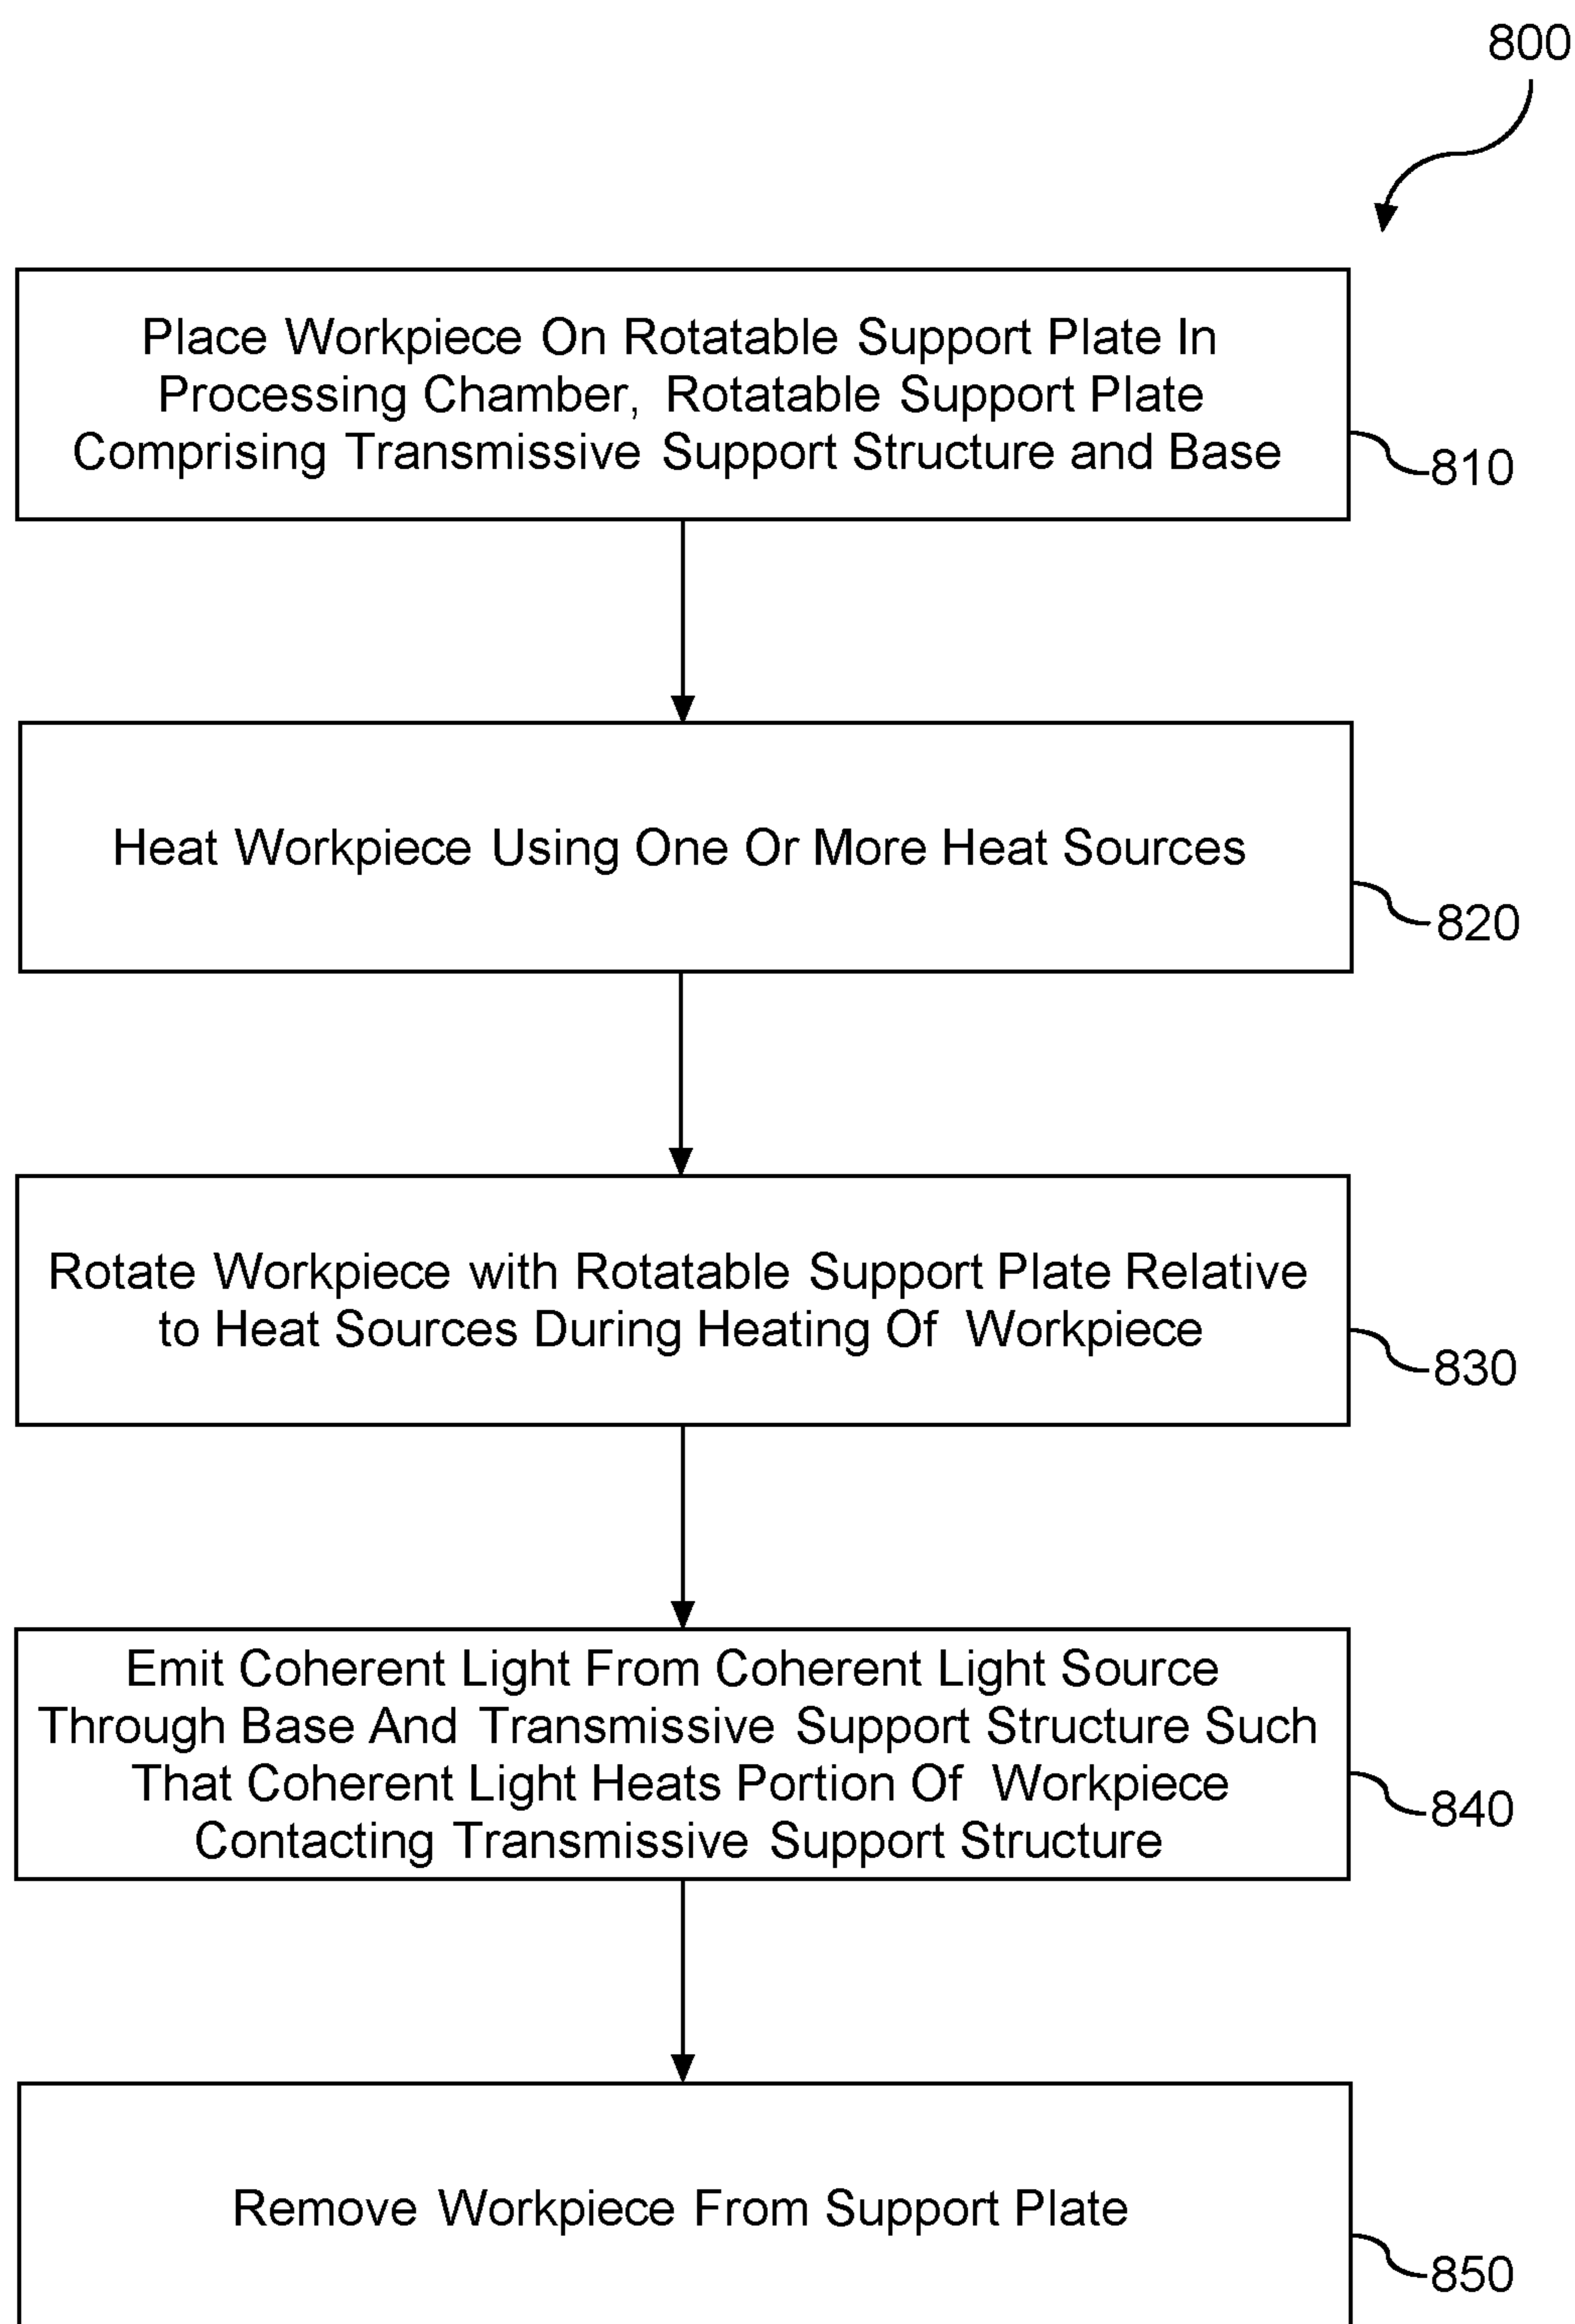 800
Place Workpiece On Rotatable Support Plate In
Processing Chamber, Rotatable Support Plate
Comprising Transmissive Support Structure and Base
810
Heat Workpiece Using One Or More Heat Sources
820
Rotate Workpiece with Rotatable Support Plate Relative
to Heat Sources During Heating Of Workpiece
830
Emit Coherent Light From Coherent Light Source
Through Base And Transmissive Support Structure Such
That Coherent Light Heats Portion Of Workpiece
Contacting Transmissive Support Structure
840
Remove Workpiece From Support Plate
850